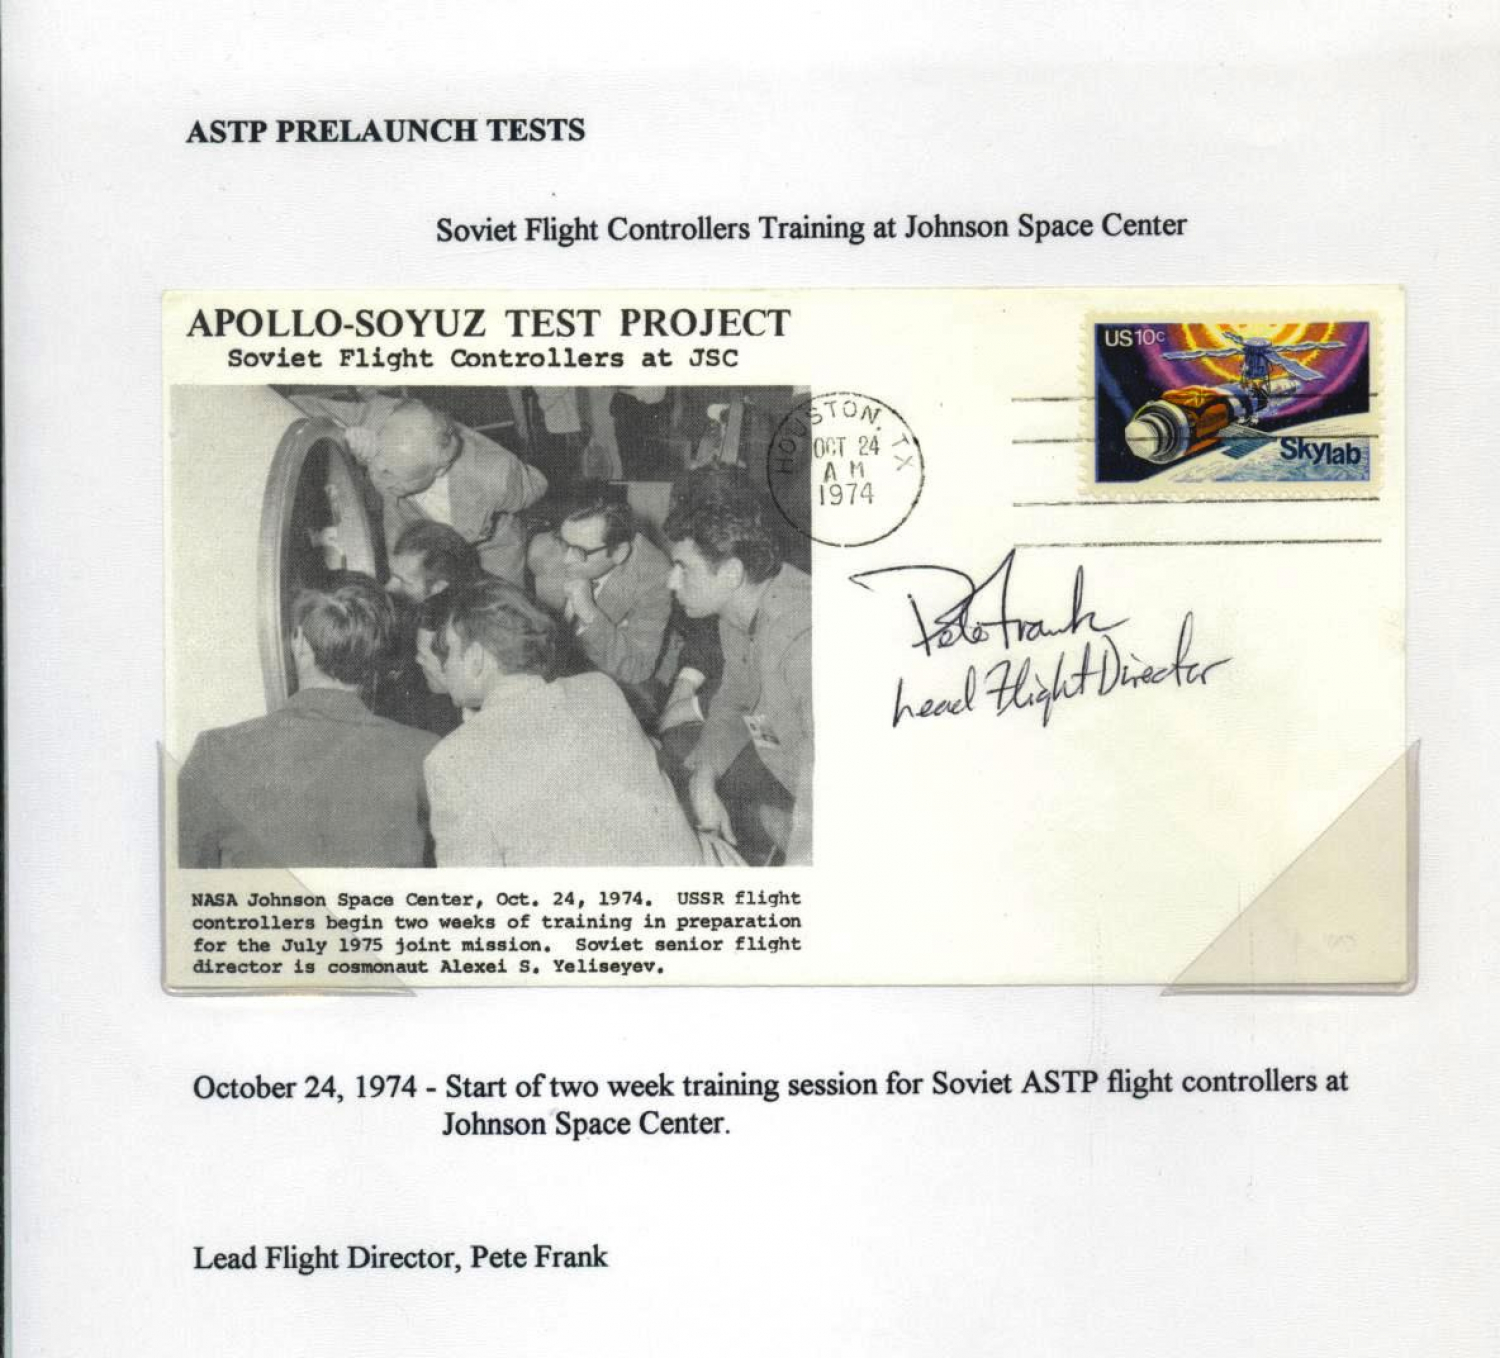 ASTP PRELAUNCH TESTS
Soviet Flight Controllers Training at Johnson Space Center
APOLLO-SOYUZ TEST PROJECT
Soviet Flight Controllers at JSC
US10c
Skylab
HOUSTON, TX
OCT 24
AM
1974
Pete Frank
Lead Flight Director
NASA Johnson Space Center, Oct. 24, 1974. USSR flight
controllers begin two weeks of training in preparation
for the July 1975 joint mission. Soviet senior flight
director is cosmonaut Alexei S. Yeliseyev.
October 24, 1974 - Start of two week training session for Soviet ASTP flight controllers at
Johnson Space Center.
Lead Flight Director, Pete Frank